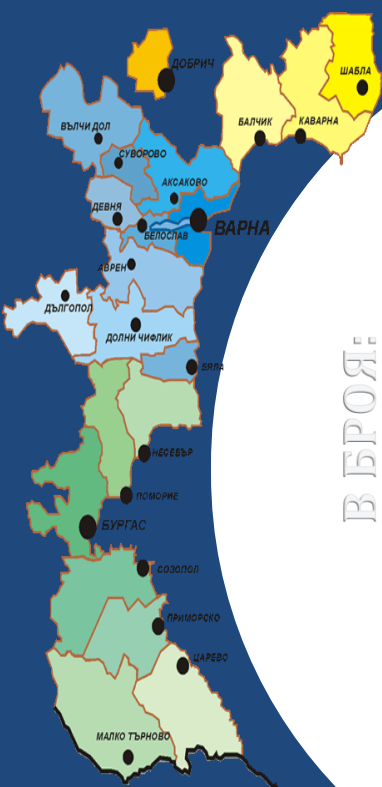 ДОБРИЧ
ШАБЛА
БАЛЧИК
КАВАРНА
ВЪЛЧИ ДОЛ
СУВОРОВО
АКСАКОВО
ДЕВНЯ
ВАРНА
БЕЛОСЛАВ
АВРЕН
ДЪЛГОПОЛ
ДОЛНИ ЧИФЛИК
БЯЛА
НЕСЕБЪР
ПОМОРИЕ
БУРГАС
СОЗОПОЛ
ПРИМОРСКО
ЦАРЕВО
МАЛКО ТЪРНОВО
В БРОЯ: